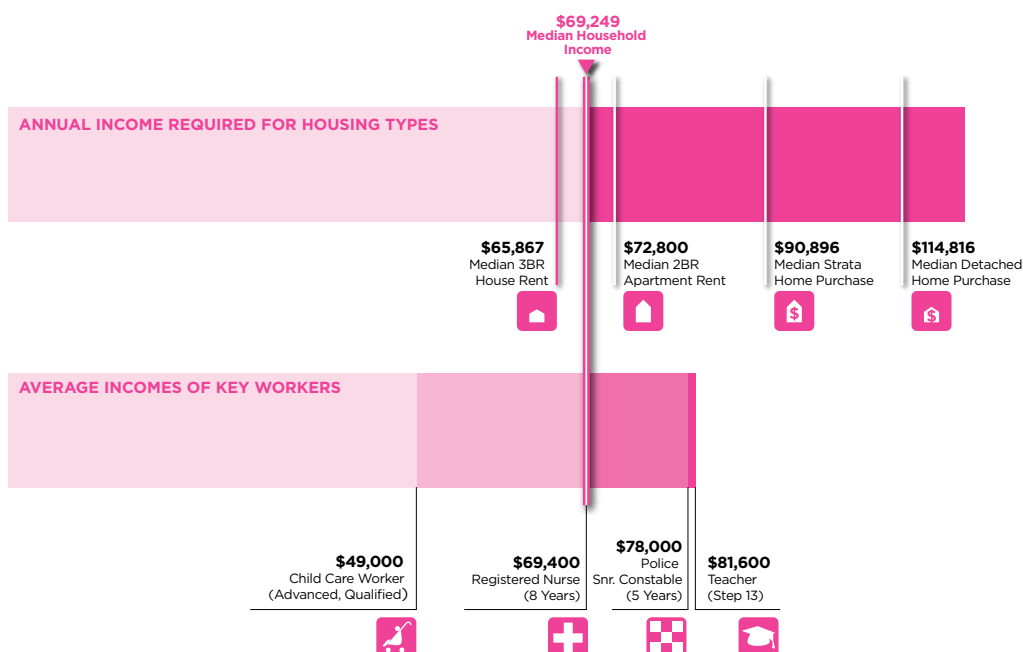 $69,249
Median Household
Income
ANNUAL INCOME REQUIRED FOR HOUSING TYPES
$65,867
Median 3BR
House Rent
$72,800
Median 2BR
Apartment Rent
$90,896
Median Strata
Home Purchase
$
$114,816
Median Detached
Home Purchase
$
AVERAGE INCOMES OF KEY WORKERS
$49,000
Child Care Worker
(Advanced, Qualified)
$69,400
Registered Nurse
(8 Years)
$78,000
Police
Snr. Constable
(5 Years)
$81,600
Teacher
(Step 13)